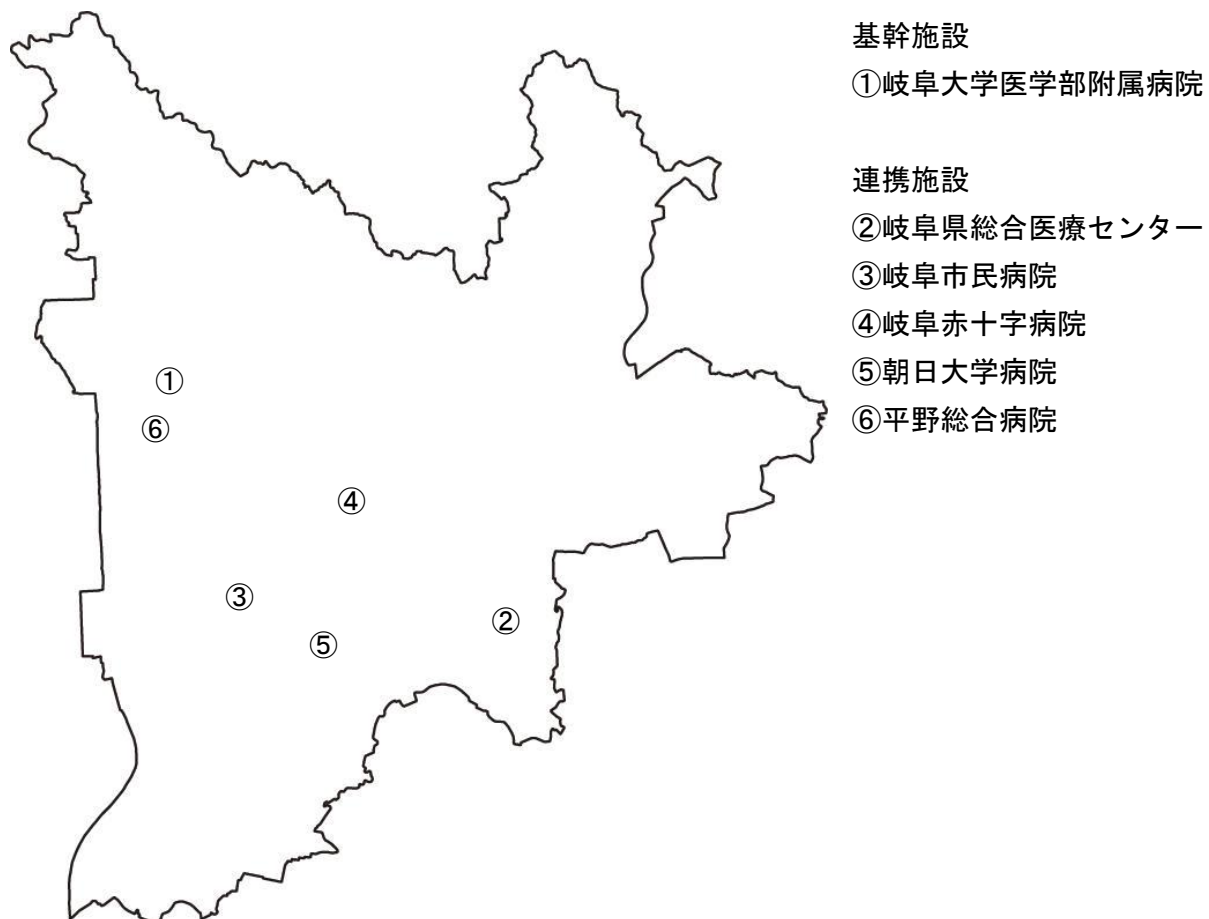 基幹施設
①岐阜大学医学部附属病院
連携施設
②岐阜県総合医療センター
③岐阜市民病院
④岐阜赤十字病院
⑤朝日大学病院
⑥平野総合病院
①
⑥
④
③
②
⑤